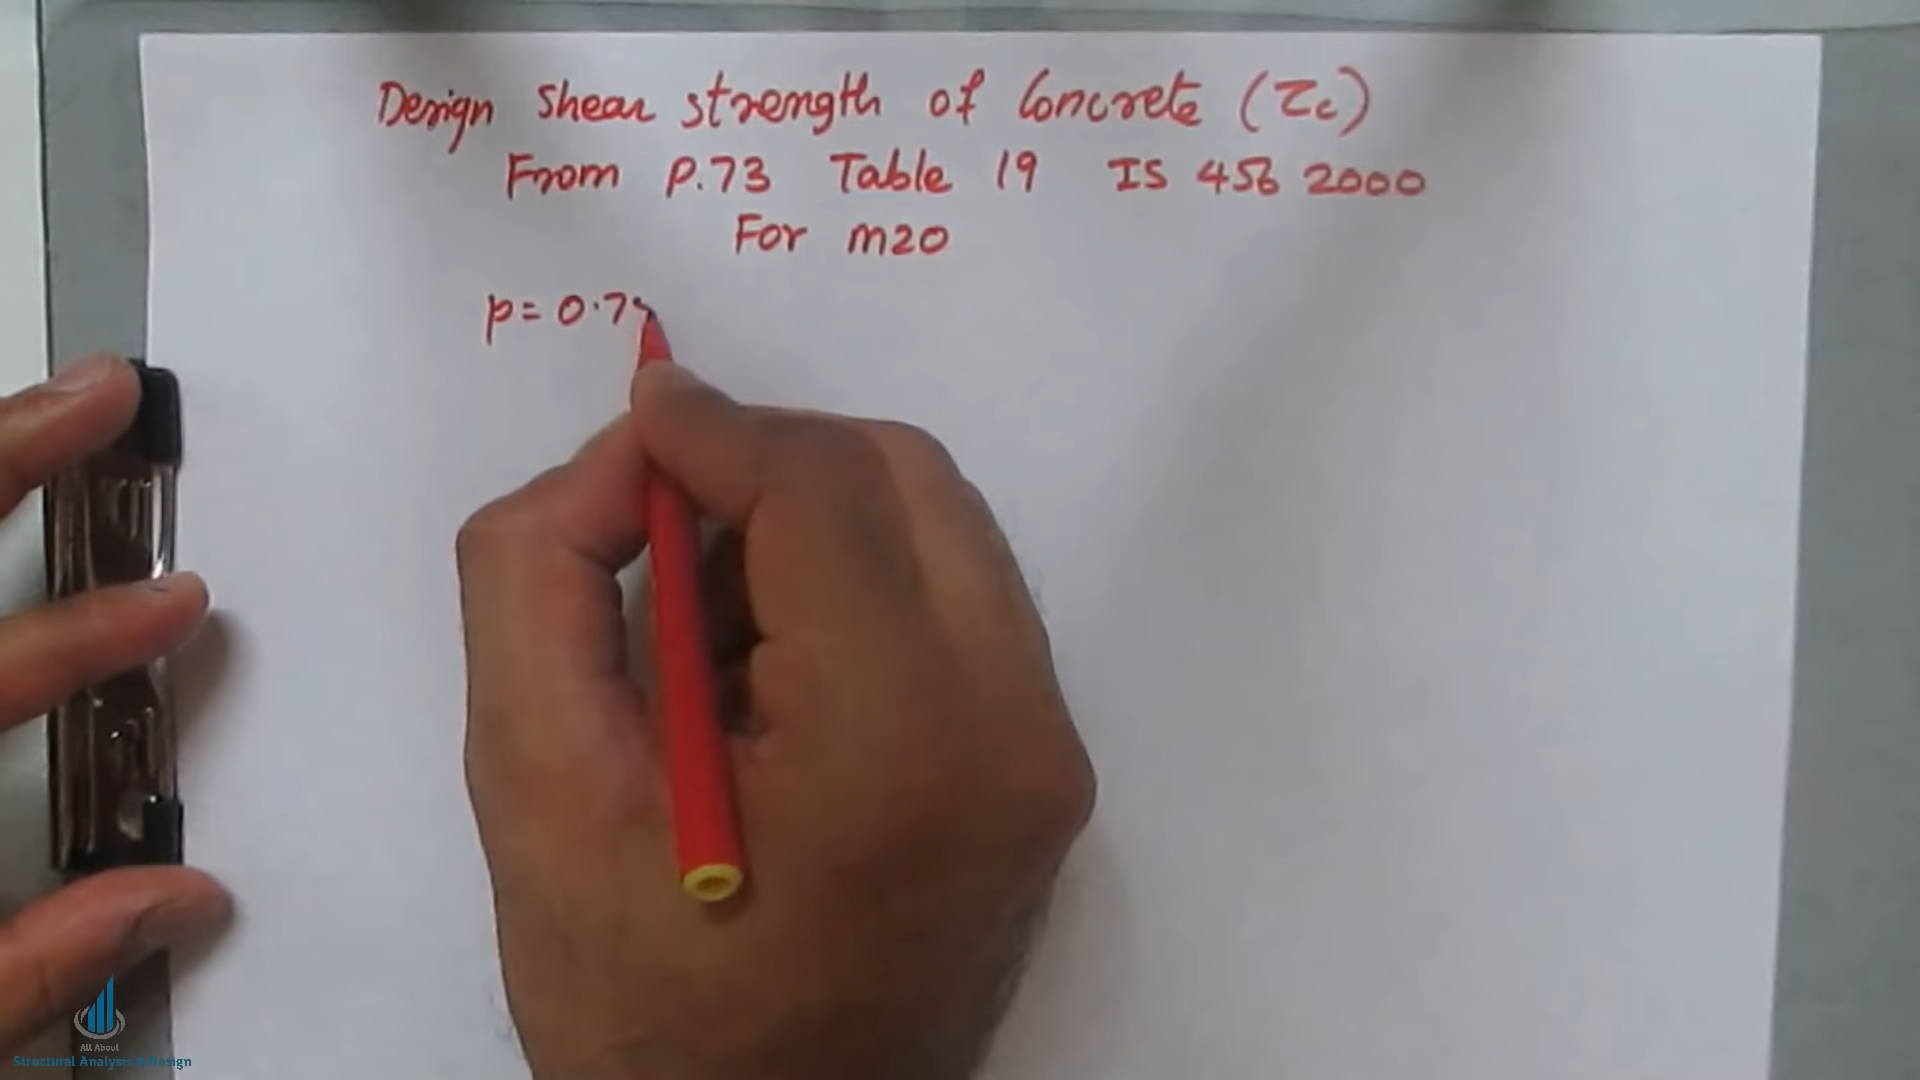 Design Shear strength of Concrete (τc)
From P.73 Table 19 IS 456 2000
For m20
p = 0.7
All About
Structural Analysis & Design